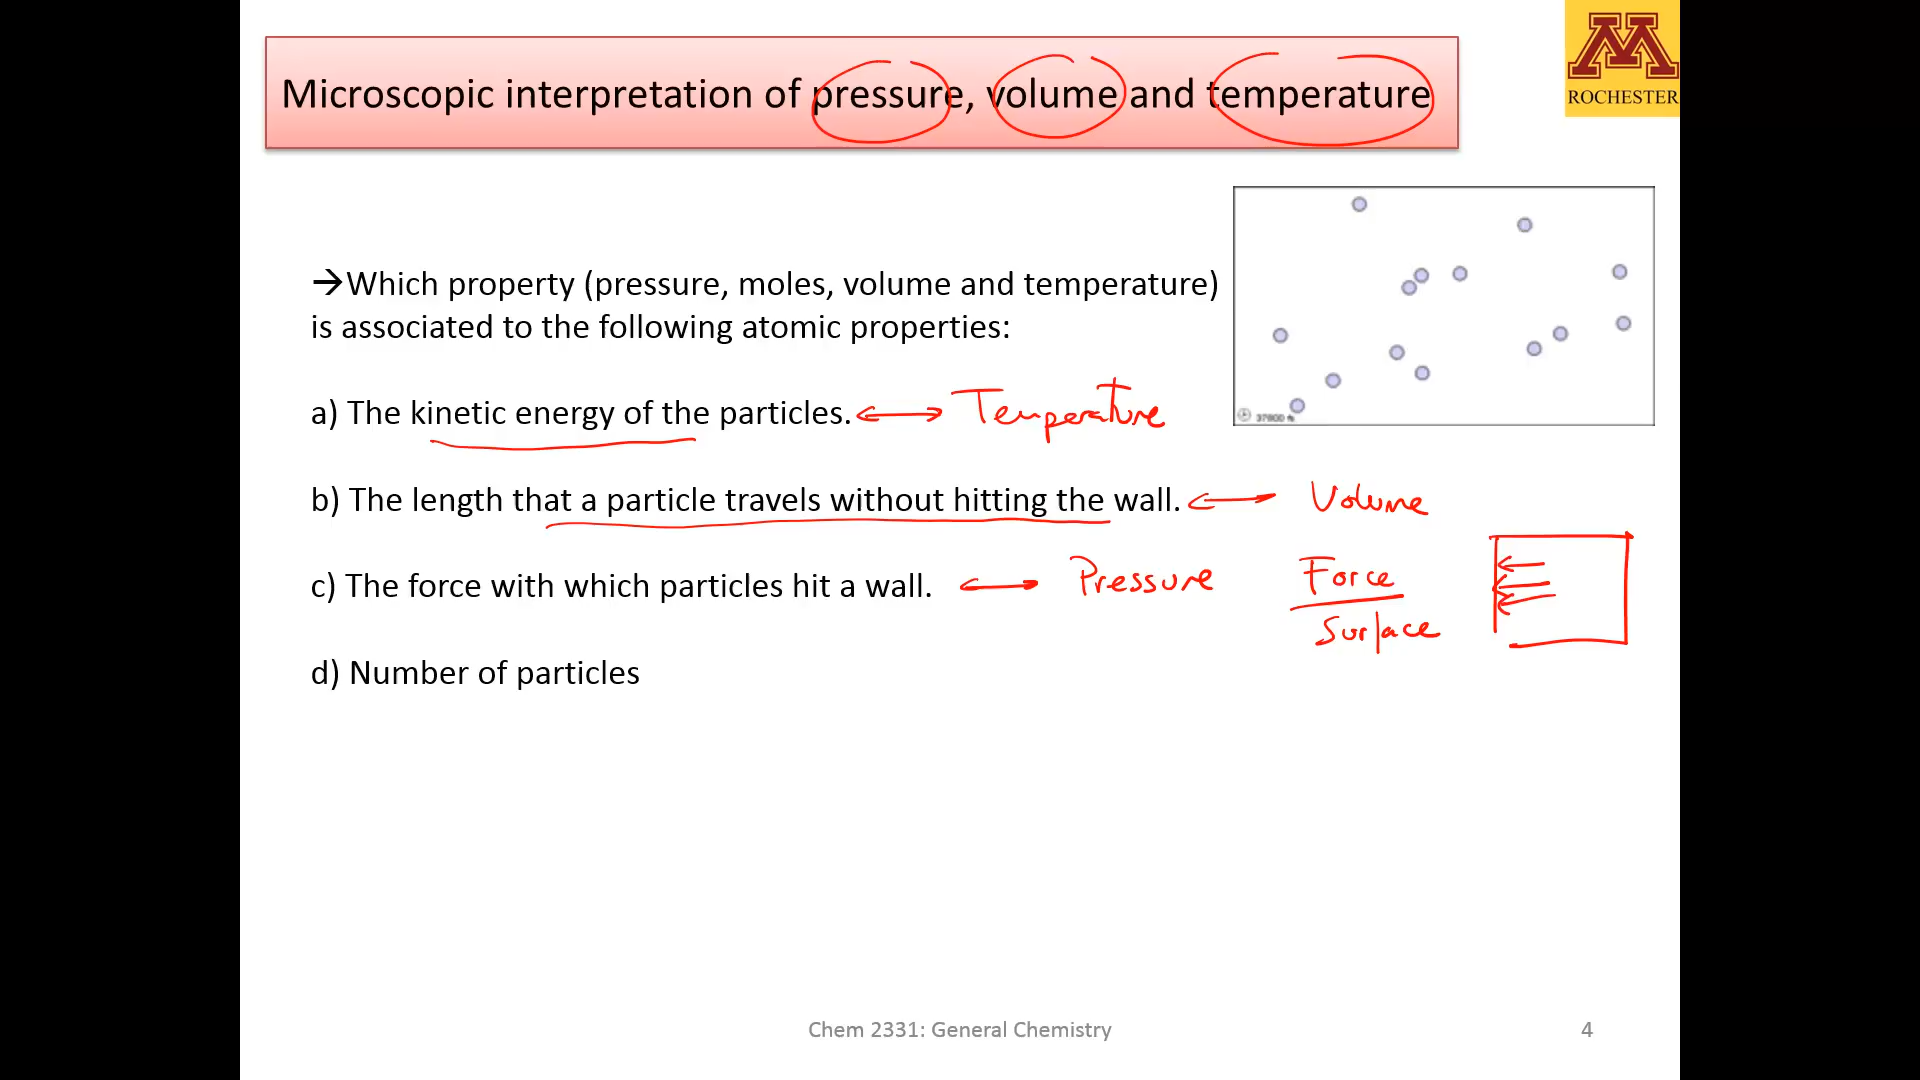 Microscopic interpretation of pressure, volume and temperature
M
ROCHESTER
→Which property (pressure, moles, volume and temperature)
is associated to the following atomic properties:
a) The kinetic energy of the particles. Temperature
b) The length that a particle travels without hitting the wall. Volume
c) The force with which particles hit a wall. Pressure Force
Surface
d) Number of particles
Chem 2331: General Chemistry 4